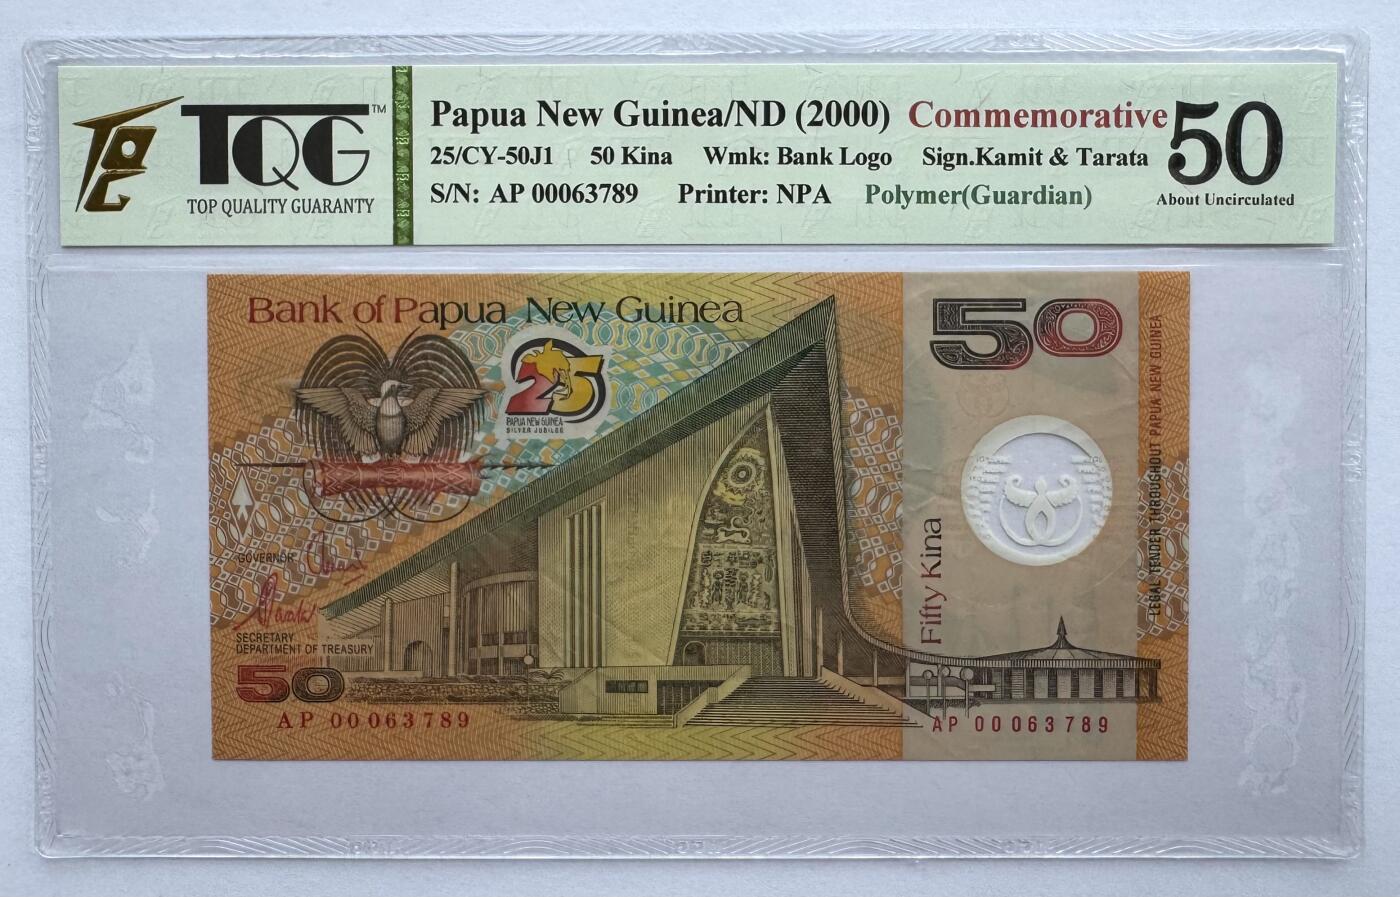 TQG™
TOP QUALITY GUARANTY
Papua New Guinea/ND (2000) Commemorative
25/CY-50J1 50 Kina Wmk: Bank Logo Sign.Kamit & Tarata
S/N: AP 00063789 Printer: NPA Polymer(Guardian)
50
About Uncirculated
Bank of Papua New Guinea
25
PAPUA NEW GUINEA
SILVER JUBILEE
50
LEGAL TENDER THROUGHOUT PAPUA NEW GUINEA
Fifty Kina
GOVERNOR
SECRETARY
DEPARTMENT OF TREASURY
50
AP 00063789
AP 00063789